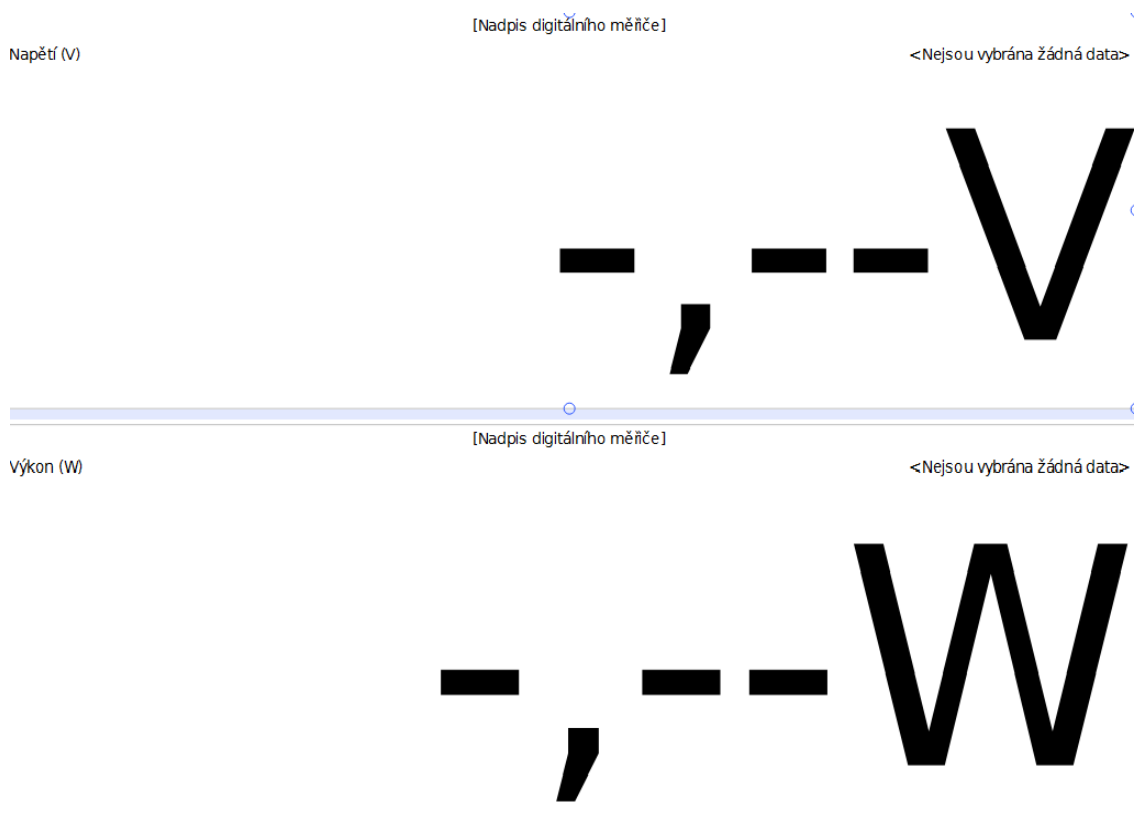 [Nadpis digitálního měřiče]
Napětí (V) <Nejsou vybrána žádná data>
-,--V
[Nadpis digitálního měřiče]
Výkon (W) <Nejsou vybrána žádná data>
-,--W